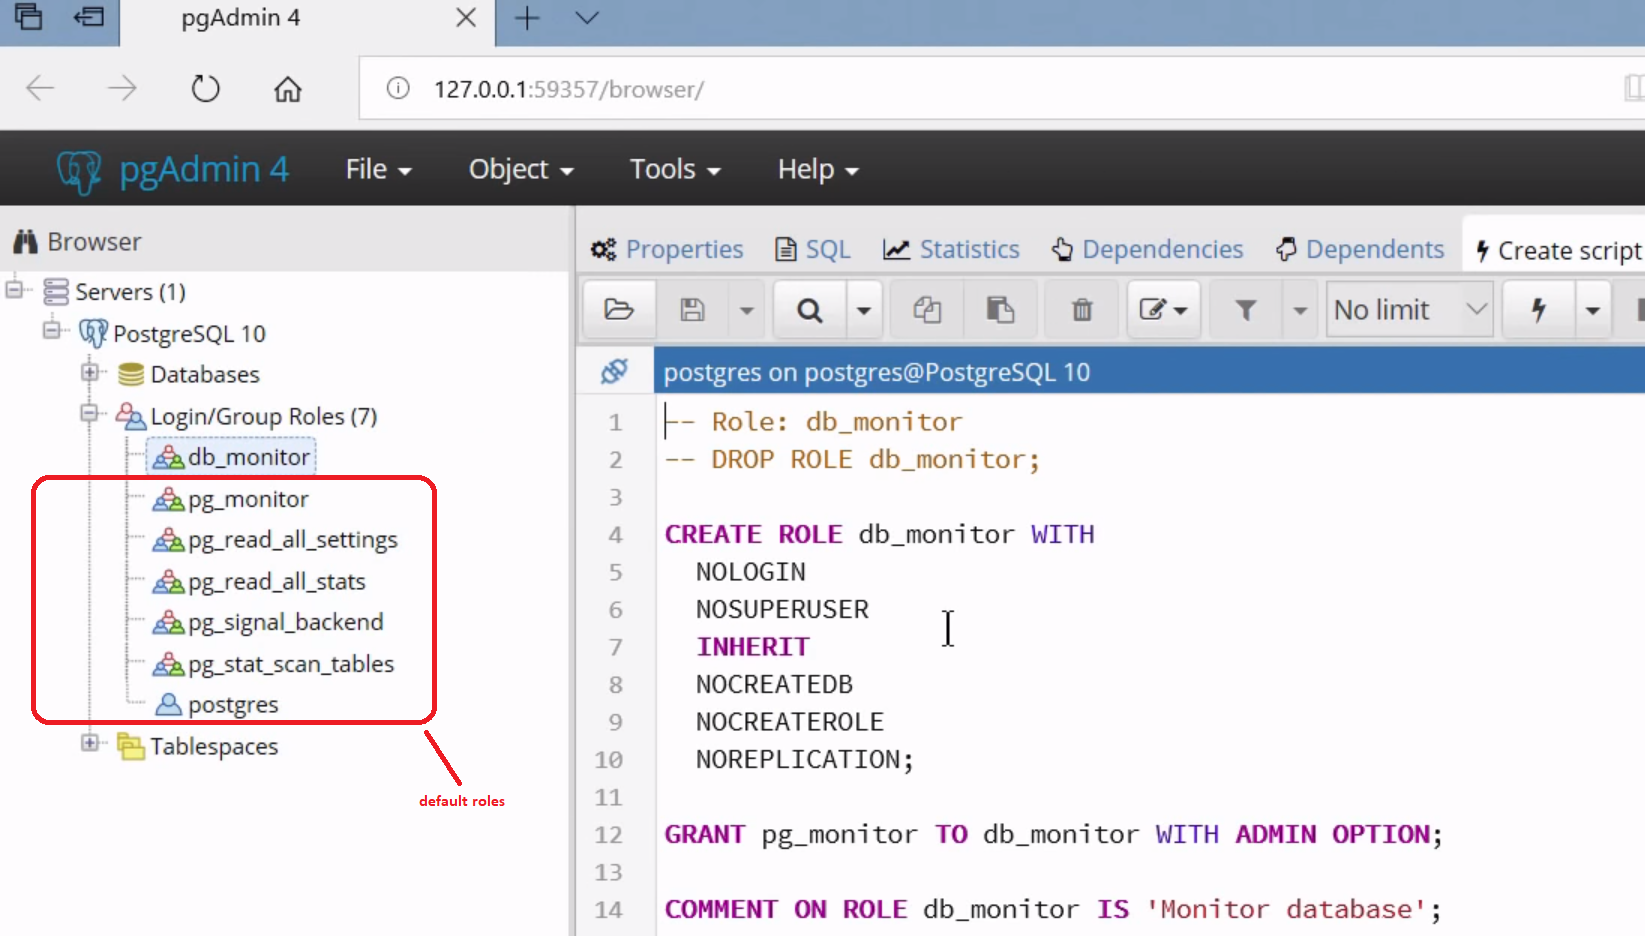 pgAdmin 4
127.0.0.1:59357/browser/
pgAdmin 4 File Object Tools Help
Browser
Servers (1)
PostgreSQL 10
Databases
Login/Group Roles (7)
db_monitor
pg_monitor
pg_read_all_settings
pg_read_all_stats
pg_signal_backend
pg_stat_scan_tables
postgres
Tablespaces
default roles
Properties SQL Statistics Dependencies Dependents Create script
No limit
postgres on postgres@PostgreSQL 10
1 -- Role: db_monitor
2 -- DROP ROLE db_monitor;
3
4 CREATE ROLE db_monitor WITH
5 NOLOGIN
6 NOSUPERUSER
7 INHERIT
8 NOCREATEDB
9 NOCREATEROLE
10 NOREPLICATION;
11
12 GRANT pg_monitor TO db_monitor WITH ADMIN OPTION;
13
14 COMMENT ON ROLE db_monitor IS 'Monitor database';